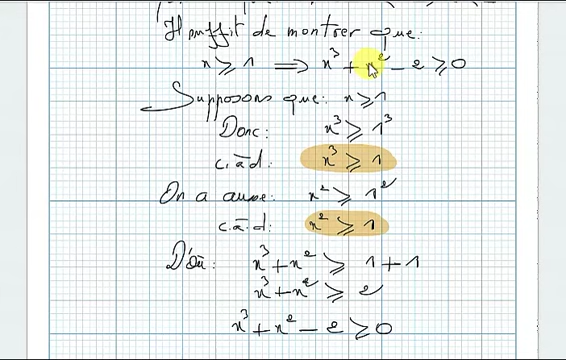 Il suffit de montrer que:
x ⩾ 1 ⟹ x³ + x² − 2 ⩾ 0
Supposons que: x ⩾ 1
Donc: x³ ⩾ 1³
c.à.d: x³ ⩾ 1
On a aussi: x² ⩾ 1²
c.à.d: x² ⩾ 1
D'où: x³ + x² ⩾ 1 + 1
x³ + x² ⩾ 2
x³ + x² − 2 ⩾ 0